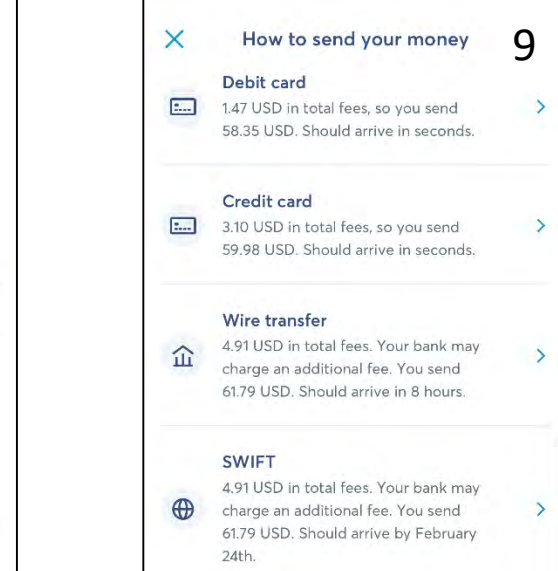 How to send your money
9
Debit card
1.47 USD in total fees, so you send
58.35 USD. Should arrive in seconds.
Credit card
3.10 USD in total fees, so you send
59.98 USD. Should arrive in seconds.
Wire transfer
4.91 USD in total fees. Your bank may
charge an additional fee. You send
61.79 USD. Should arrive in 8 hours.
SWIFT
4.91 USD in total fees. Your bank may
charge an additional fee. You send
61.79 USD. Should arrive by February
24th.